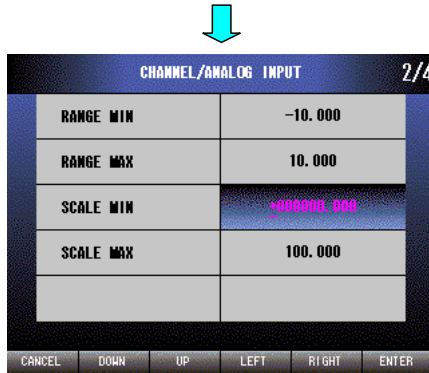 CHANNEL/ANALOG INPUT 2/4
RANGE MIN -10.000
RANGE MAX 10.000
SCALE MIN +000000.000
SCALE MAX 100.000
CANCEL DOWN UP LEFT RIGHT ENTER